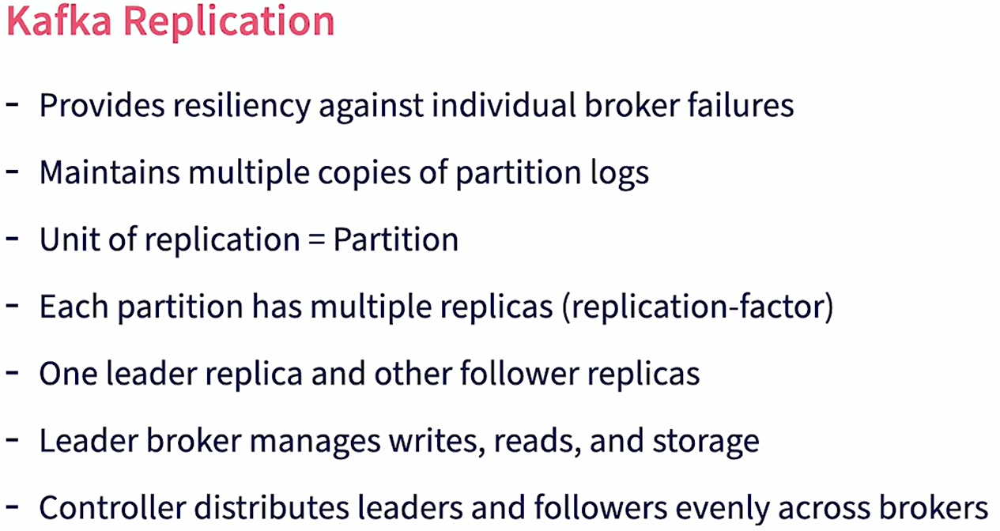 Kafka Replication
- Provides resiliency against individual broker failures
- Maintains multiple copies of partition logs
- Unit of replication = Partition
- Each partition has multiple replicas (replication-factor)
- One leader replica and other follower replicas
- Leader broker manages writes, reads, and storage
- Controller distributes leaders and followers evenly across brokers